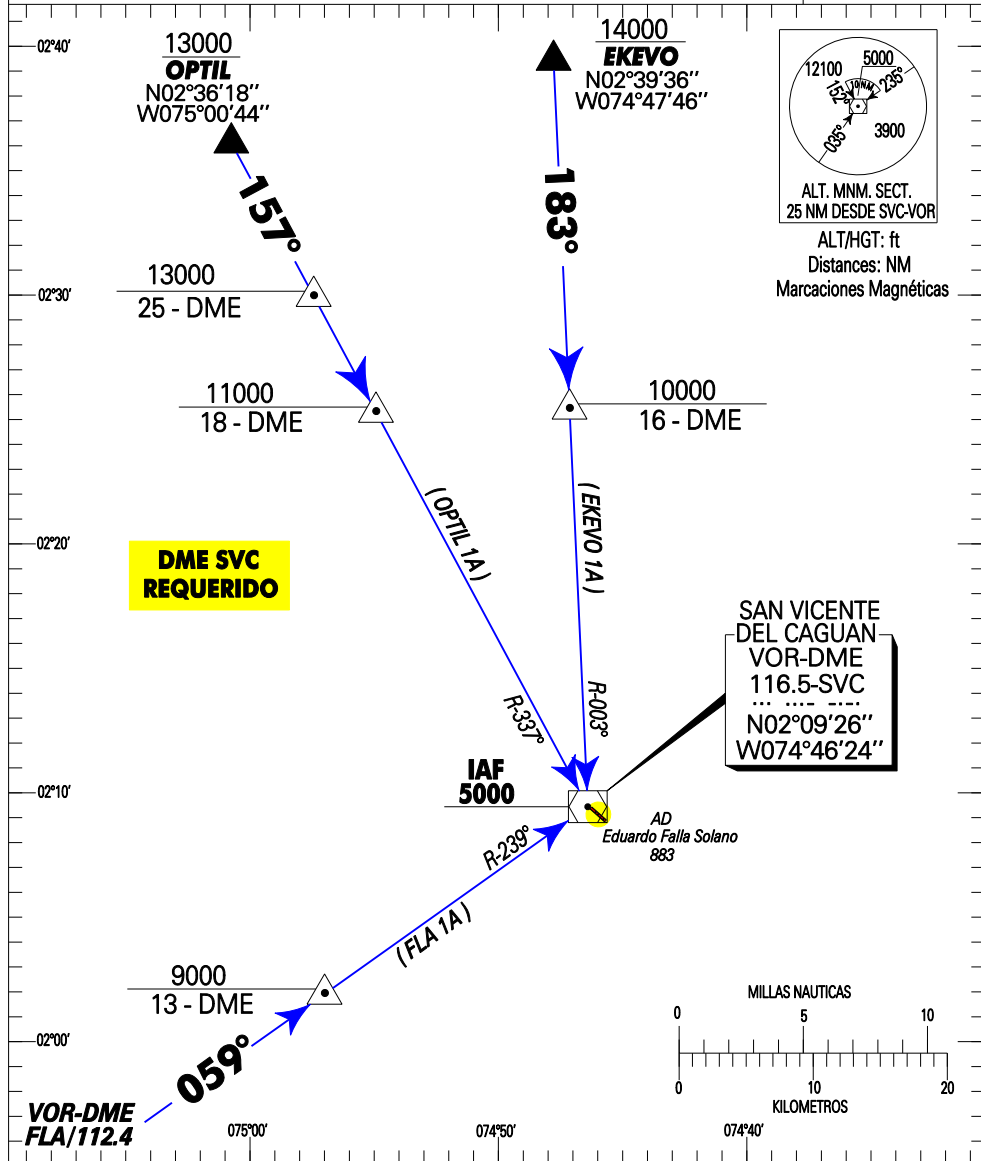 02°40′
13000
OPTIL
N02°36′18′′
W075°00′44′′
14000
EKEVO
N02°39′36′′
W074°47′46′′
12100
5000
10 NM
152°
235°
035°
3900
ALT. MNM. SECT.
25 NM DESDE SVC-VOR
ALT/HGT: ft
Distances: NM
Marcaciones Magnéticas
157°
183°
02°30′
13000
25 - DME
11000
18 - DME
10000
16 - DME
( OPTIL 1A )
( EKEVO 1A )
02°20′
DME SVC
REQUERIDO
SAN VICENTE
DEL CAGUAN
VOR-DME
116.5-SVC
... ...- -.-.
N02°09′26′′
W074°46′24′′
R-337°
R-003°
02°10′
IAF
5000
AD
Eduardo Falla Solano
883
R-239°
( FLA 1A )
9000
13 - DME
02°00′
059°
VOR-DME
FLA/112.4
MILLAS NAUTICAS
0 5 10
0 10 20
KILOMETROS
075°00′
074°50′
074°40′